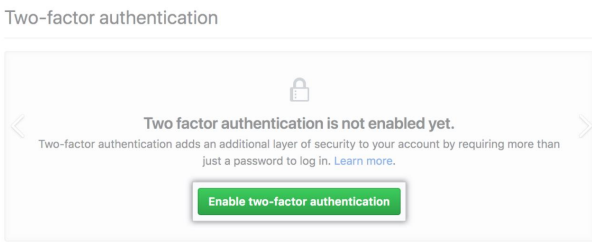 Two-factor authentication
Two factor authentication is not enabled yet.
Two-factor authentication adds an additional layer of security to your account by requiring more than
just a password to log in. Learn more.
Enable two-factor authentication